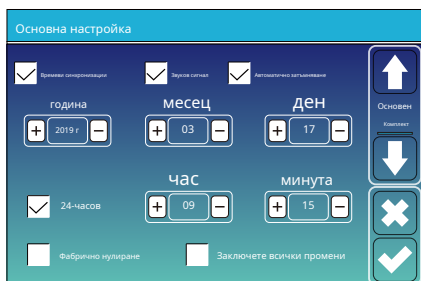 Основна настройка
Времеви синхронизации
Звуков сигнал
Автоматично затъмняване
година
месец
ден
+ 2019 г −
+ 03 −
+ 17 −
Основен
Комплект
час
минута
24-часов
+ 09 −
+ 15 −
Фабрично нулиране
Заключете всички промени